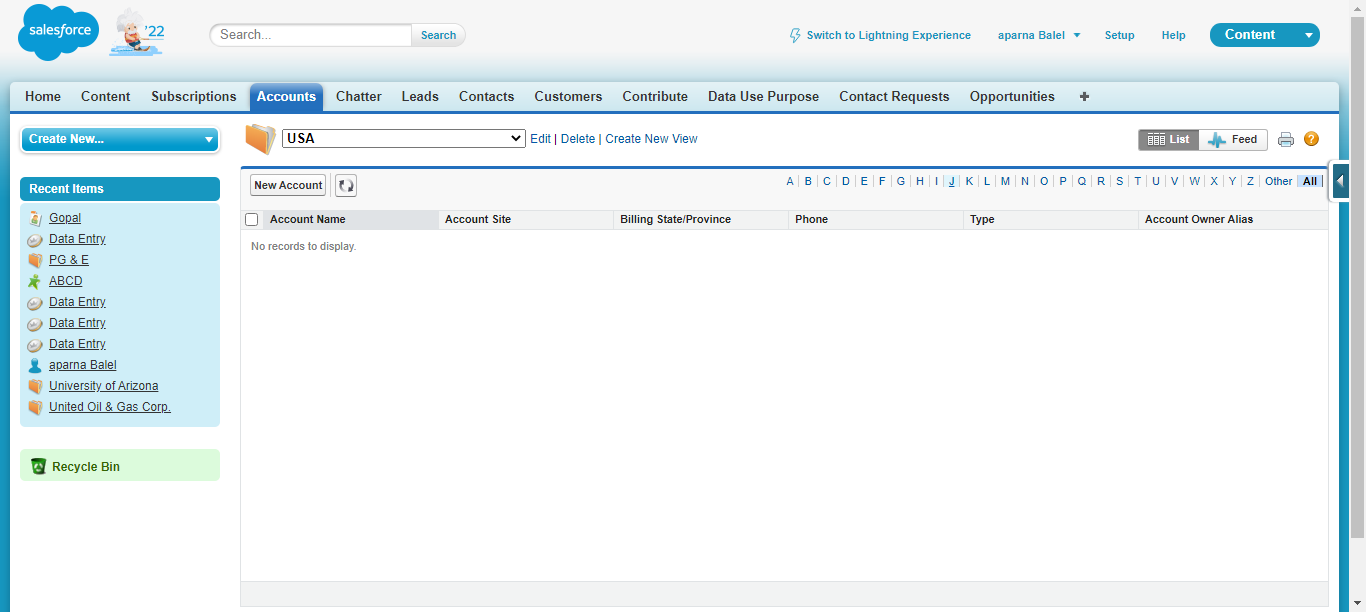 salesforce '22 Search... Search Switch to Lightning Experience aparna Balel Setup Help Content
Home Content Subscriptions Accounts Chatter Leads Contacts Customers Contribute Data Use Purpose Contact Requests Opportunities +
Create New...
Recent Items
Gopal
Data Entry
PG & E
ABCD
Data Entry
Data Entry
Data Entry
aparna Balel
University of Arizona
United Oil & Gas Corp.
Recycle Bin
USA Edit | Delete | Create New View List Feed ?
New Account A | B | C | D | E | F | G | H | I | J | K | L | M | N | O | P | Q | R | S | T | U | V | W | X | Y | Z | Other | All |
Account Name Account Site Billing State/Province Phone Type Account Owner Alias
No records to display.